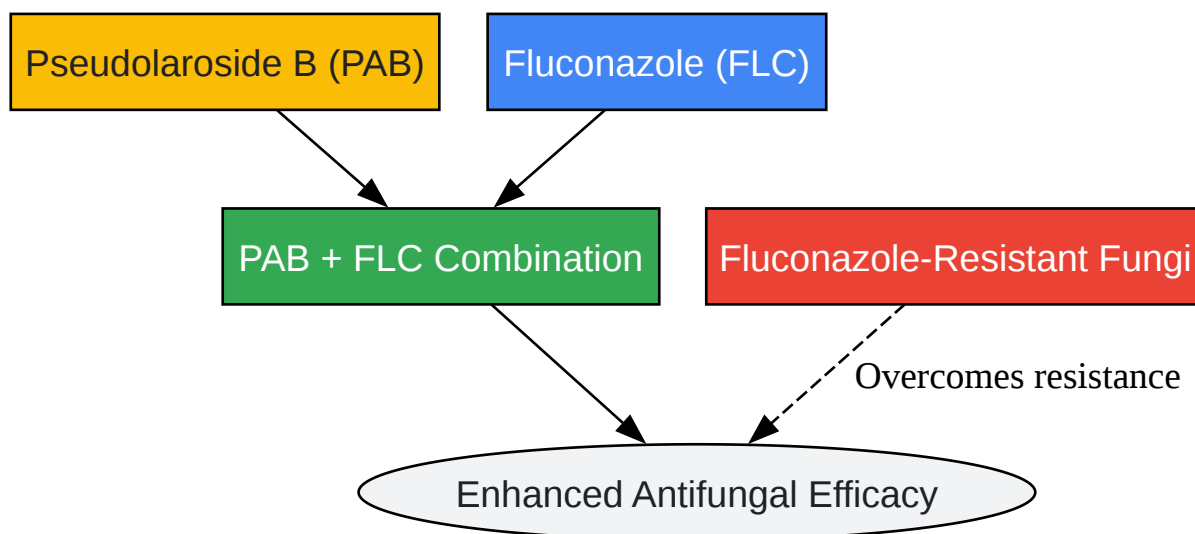 Pseudolaroside B (PAB)
Fluconazole (FLC)
PAB + FLC Combination
Fluconazole-Resistant Fungi
Overcomes resistance
Enhanced Antifungal Efficacy